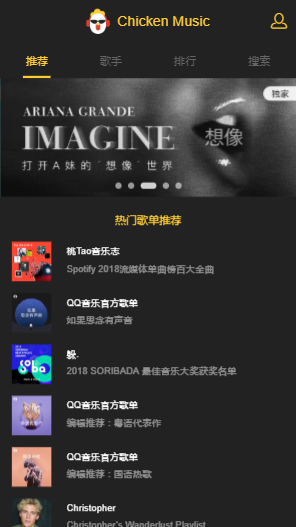 Chicken Music
推荐 歌手 排行 搜索
独家
ARIANA GRANDE
IMAGINE
想像
打开A妹的“想像”世界
热门歌单推荐
桃Tao音乐志
Spotify 2018流媒体单曲榜百大全曲
QQ音乐官方歌单
如果思念有声音
躲.
2018 SORIBADA 最佳音乐大奖获奖名单
QQ音乐官方歌单
编辑推荐：粤语代表作
QQ音乐官方歌单
编辑推荐：国语热歌
Christopher
Christopher's Wanderlust Playlist